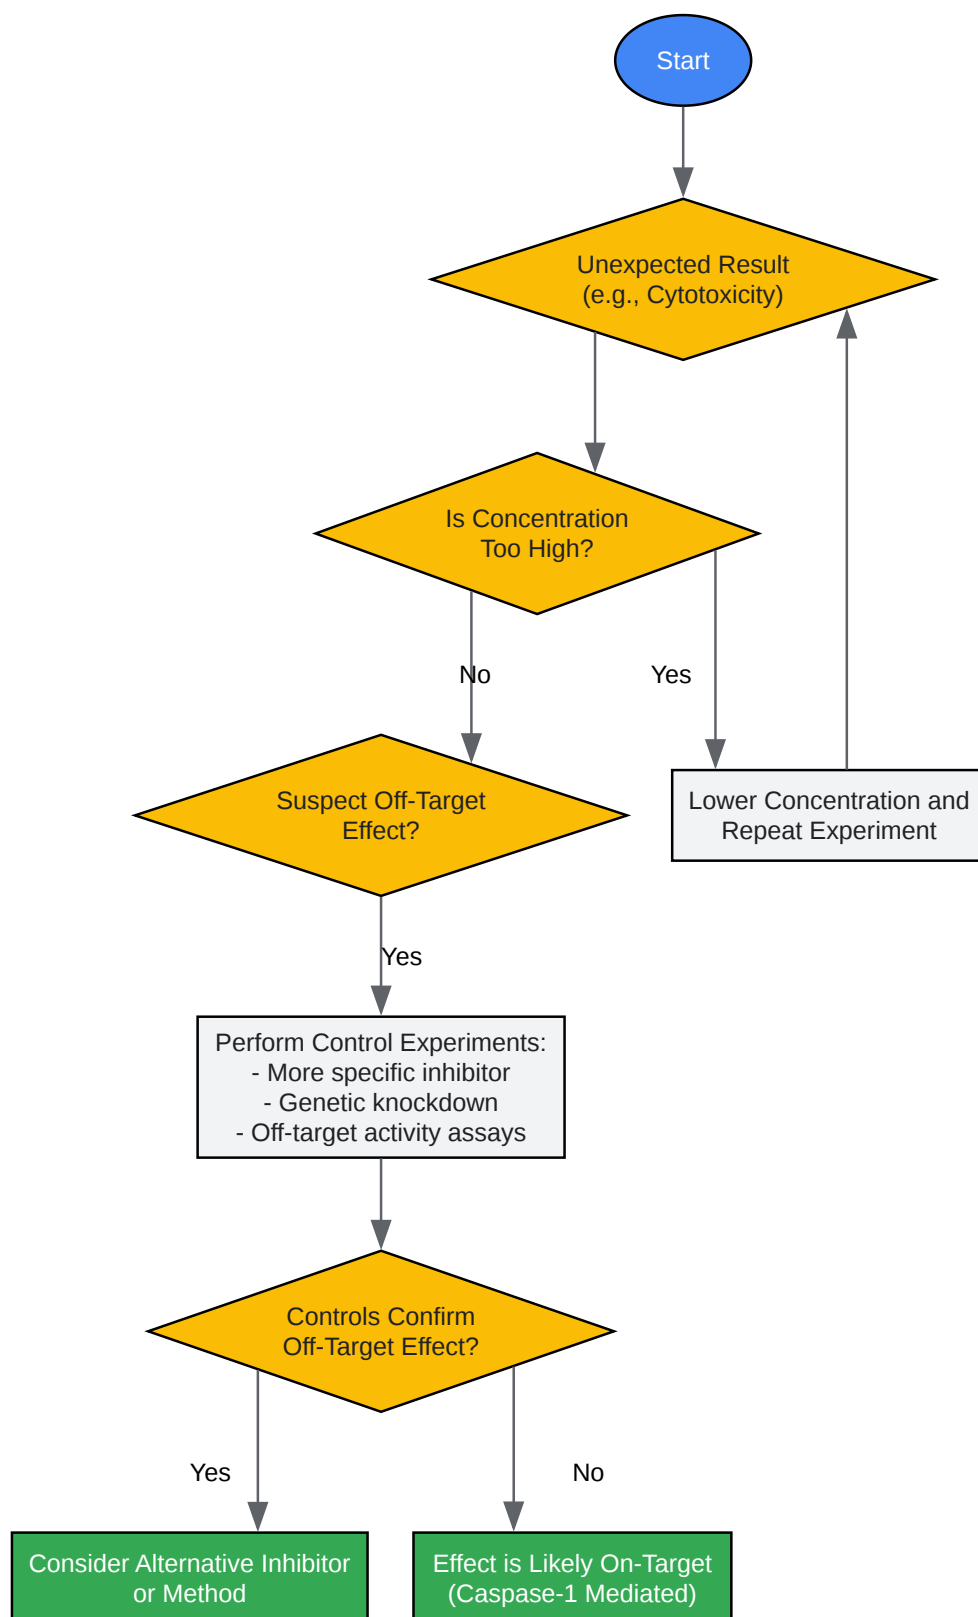 Start
Unexpected Result
(e.g., Cytotoxicity)
Is Concentration
Too High?
No
Yes
Suspect Off-Target
Effect?
Lower Concentration and
Repeat Experiment
Yes
Perform Control Experiments:
- More specific inhibitor
- Genetic knockdown
- Off-target activity assays
Controls Confirm
Off-Target Effect?
Yes
No
Consider Alternative Inhibitor
or Method
Effect is Likely On-Target
(Caspase-1 Mediated)